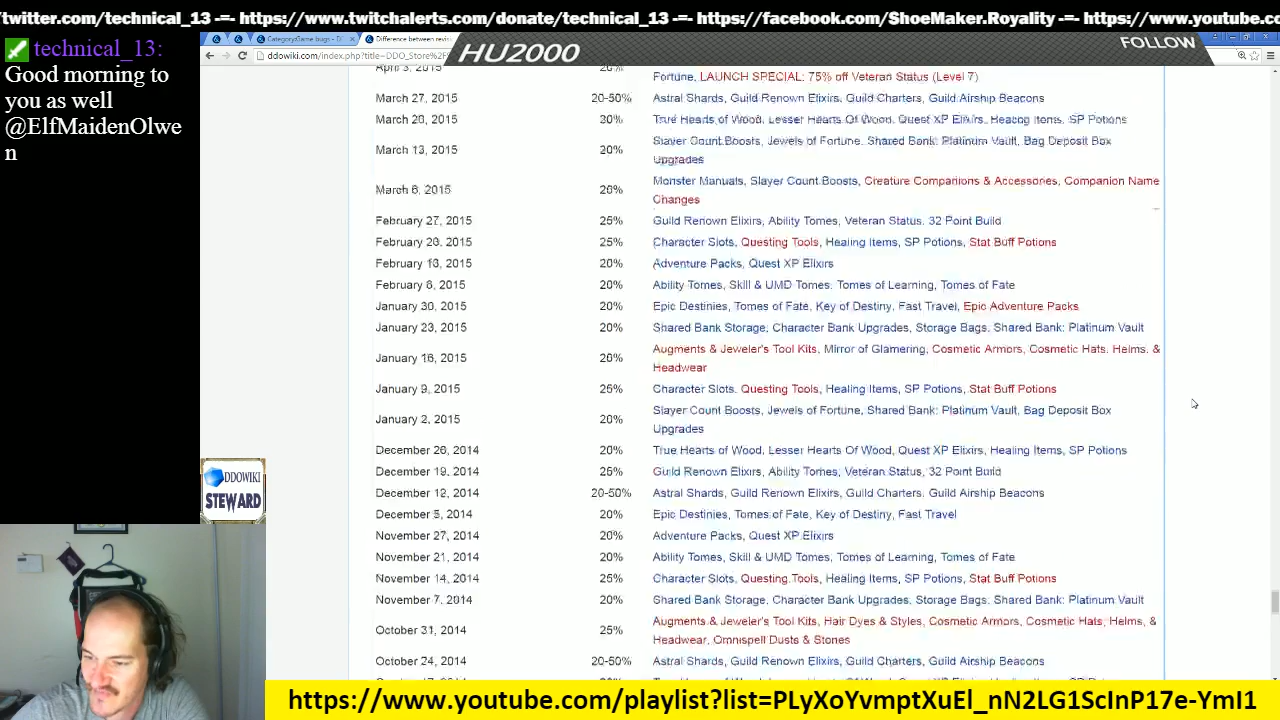 /twitter.com/technical_13 -=- https://www.twitchalerts.com/donate/technical_13 -=- https://facebook.com/ShoeMaker.Royality -=- https://www.youtube.c
technical_13:
Good morning to
you as well
@ElfMaidenOlwe
n
Category:Game bugs - D
Difference between revis
HU2000
FOLLOW
ddowiki.com/index.php?title=DDO_Store%2F
April 3, 2015 20%
Fortune, LAUNCH SPECIAL: 75% off Veteran Status (Level 7)
March 27, 2015 20-50% Astral Shards, Guild Renown Elixirs, Guild Charters, Guild Airship Beacons
March 20, 2015 30% True Hearts of Wood, Lesser Hearts Of Wood, Quest XP Elixirs, Healing Items, SP Potions
March 13, 2015 20% Slayer Count Boosts, Jewels of Fortune, Shared Bank: Platinum Vault, Bag Deposit Box
Upgrades
March 6, 2015 20% Monster Manuals, Slayer Count Boosts, Creature Companions & Accessories, Companion Name
Changes
February 27, 2015 25% Guild Renown Elixirs, Ability Tomes, Veteran Status, 32 Point Build
February 20, 2015 25% Character Slots, Questing Tools, Healing Items, SP Potions, Stat Buff Potions
February 13, 2015 20% Adventure Packs, Quest XP Elixirs
February 6, 2015 20% Ability Tomes, Skill & UMD Tomes, Tomes of Learning, Tomes of Fate
January 30, 2015 20% Epic Destinies, Tomes of Fate, Key of Destiny, Fast Travel, Epic Adventure Packs
January 23, 2015 20% Shared Bank Storage, Character Bank Upgrades, Storage Bags, Shared Bank: Platinum Vault
January 16, 2015 20% Augments & Jeweler's Tool Kits, Mirror of Glamering, Cosmetic Armors, Cosmetic Hats, Helms, &
Headwear
January 9, 2015 25% Character Slots, Questing Tools, Healing Items, SP Potions, Stat Buff Potions
January 2, 2015 20% Slayer Count Boosts, Jewels of Fortune, Shared Bank: Platinum Vault, Bag Deposit Box
Upgrades
December 26, 2014 20% True Hearts of Wood, Lesser Hearts Of Wood, Quest XP Elixirs, Healing Items, SP Potions
December 19, 2014 25% Guild Renown Elixirs, Ability Tomes, Veteran Status, 32 Point Build
December 12, 2014 20-50% Astral Shards, Guild Renown Elixirs, Guild Charters, Guild Airship Beacons
December 5, 2014 20% Epic Destinies, Tomes of Fate, Key of Destiny, Fast Travel
November 27, 2014 20% Adventure Packs, Quest XP Elixirs
November 21, 2014 20% Ability Tomes, Skill & UMD Tomes, Tomes of Learning, Tomes of Fate
November 14, 2014 25% Character Slots, Questing Tools, Healing Items, SP Potions, Stat Buff Potions
November 7, 2014 20% Shared Bank Storage, Character Bank Upgrades, Storage Bags, Shared Bank: Platinum Vault
October 31, 2014 25% Augments & Jeweler's Tool Kits, Hair Dyes & Styles, Cosmetic Armors, Cosmetic Hats, Helms, &
Headwear, Omnispell Dusts & Stones
October 24, 2014 20-50% Astral Shards, Guild Renown Elixirs, Guild Charters, Guild Airship Beacons
DDOWIKI
STEWARD
https://www.youtube.com/playlist?list=PLyXoYvmptXuEl_nN2LG1ScInP17e-YmI1